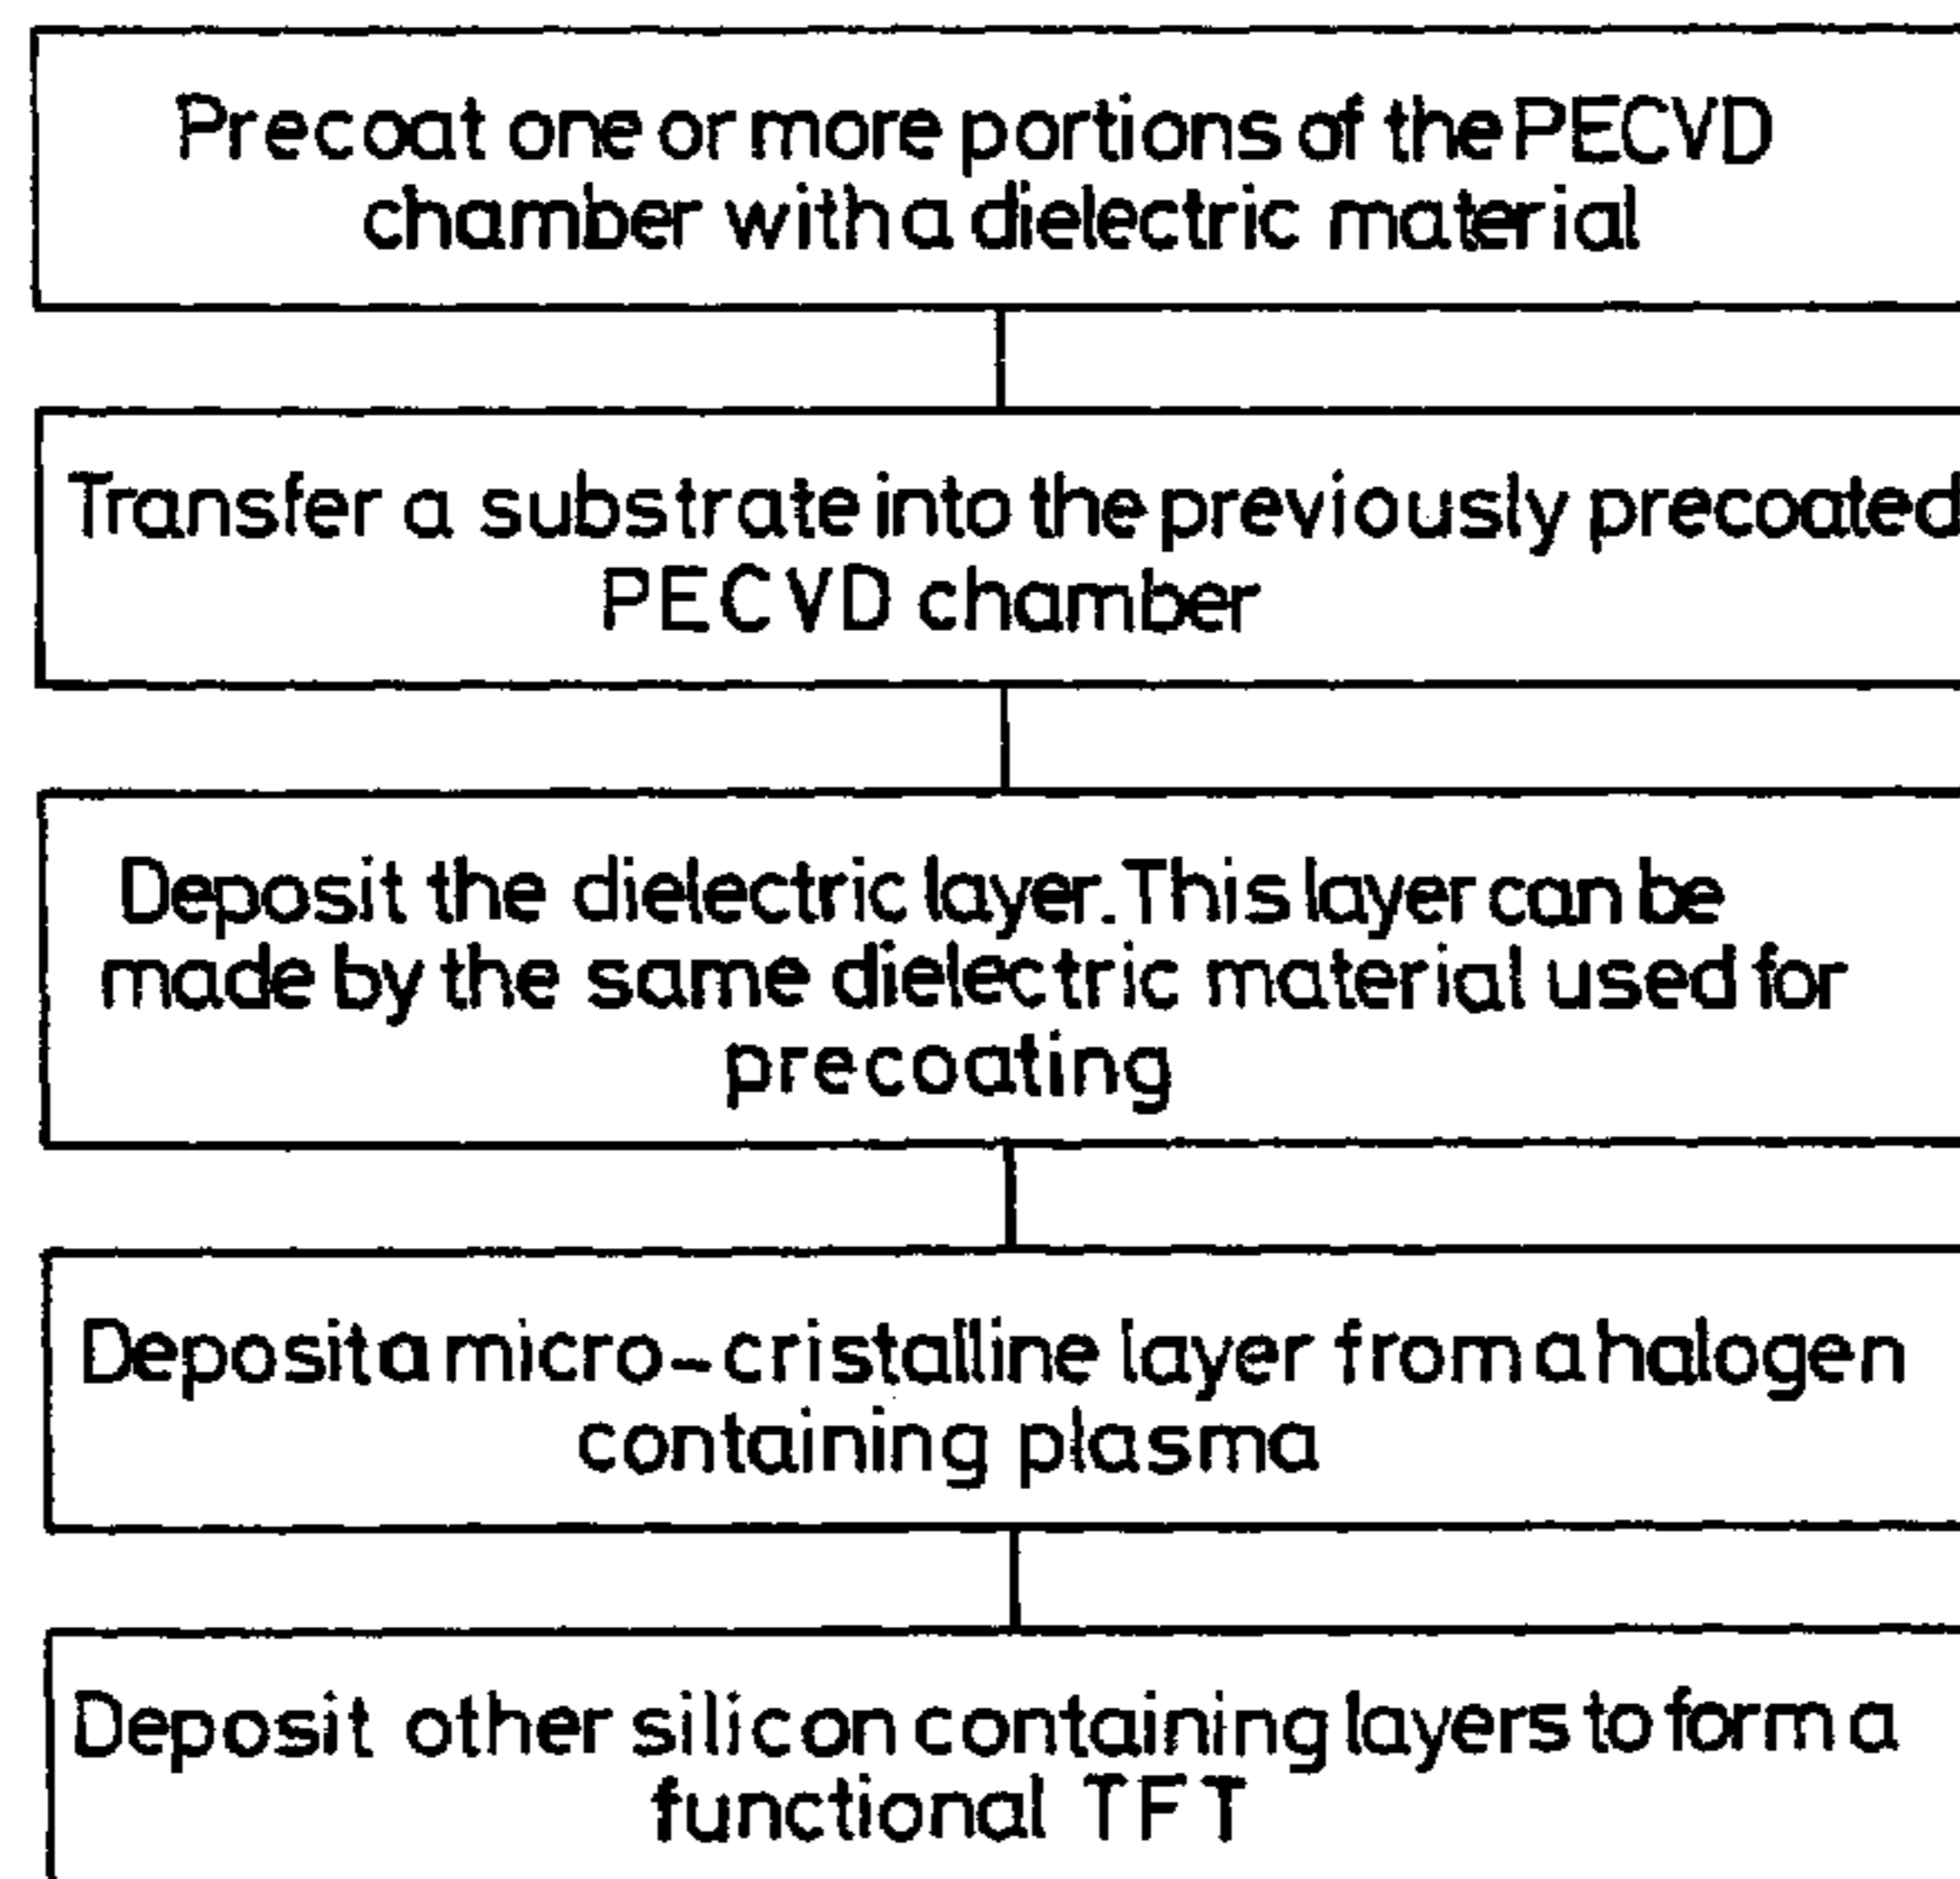 Precoat one or more portions of the PECVD
chamber with a dielectric material
Transfer a substrate into the previously precoated
PECVD chamber
Deposit the dielectric layer. This layer can be
made by the same dielectric material used for
precoating
Deposit a micro-cristalline layer from a halogen
containing plasma
Deposit other silicon containing layers to form a
functional TFT